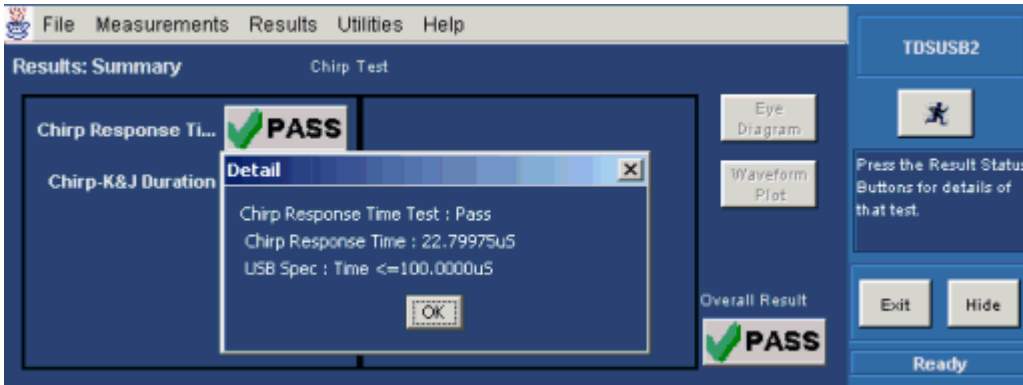 File Measurements Results Utilities Help
TDSUSB2
Results: Summary
Chirp Test
Chirp Response Ti... PASS
Chirp-K&J Duration
Detail
Chirp Response Time Test : Pass
Chirp Response Time : 22.79975uS
USB Spec : Time <=100.0000uS
OK
Eye
Diagram
Waveform
Plot
Overall Result
PASS
Press the Result Status
Buttons for details of
that test.
Exit
Hide
Ready